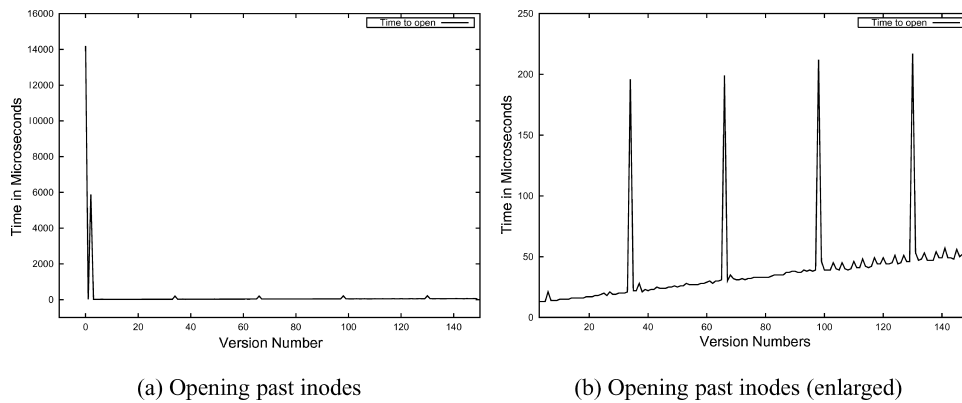 16000
14000
12000
10000
8000
6000
4000
2000
0
0 20 40 60 80 100 120 140
Time in Microseconds
Version Number
Time to open
(a) Opening past inodes
250
200
150
100
50
0
20 40 60 80 100 120 140
Time in Microseconds
Version Numbers
Time to open
(b) Opening past inodes (enlarged)